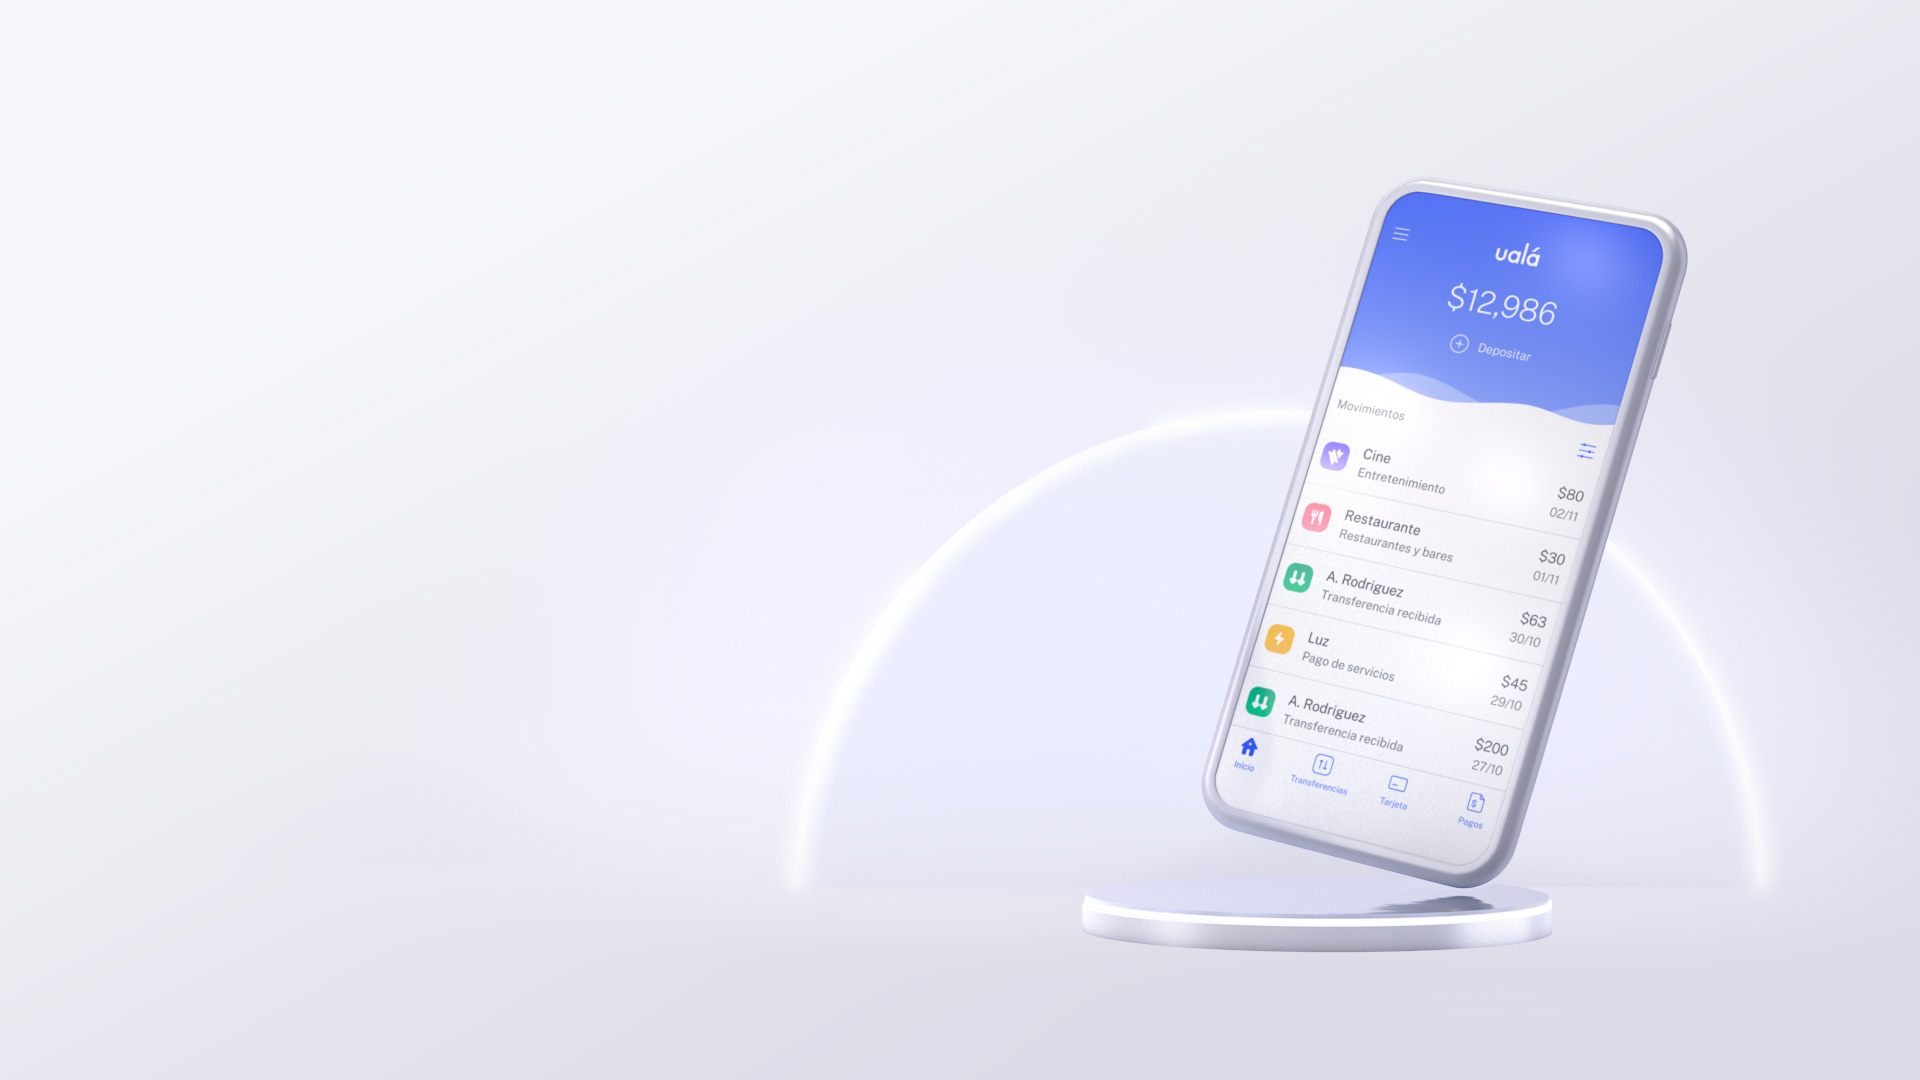 ualá
$12,986
Depositar
Movimientos
Cine
Entretenimiento
$80
02/11
Restaurante
Restaurantes y bares
$30
01/11
A. Rodriguez
Transferencia recibida
$63
30/10
Luz
Pago de servicios
$45
29/10
A. Rodriguez
Transferencia recibida
$200
27/10
Inicio
Transferencias
Tarjeta
Pagos